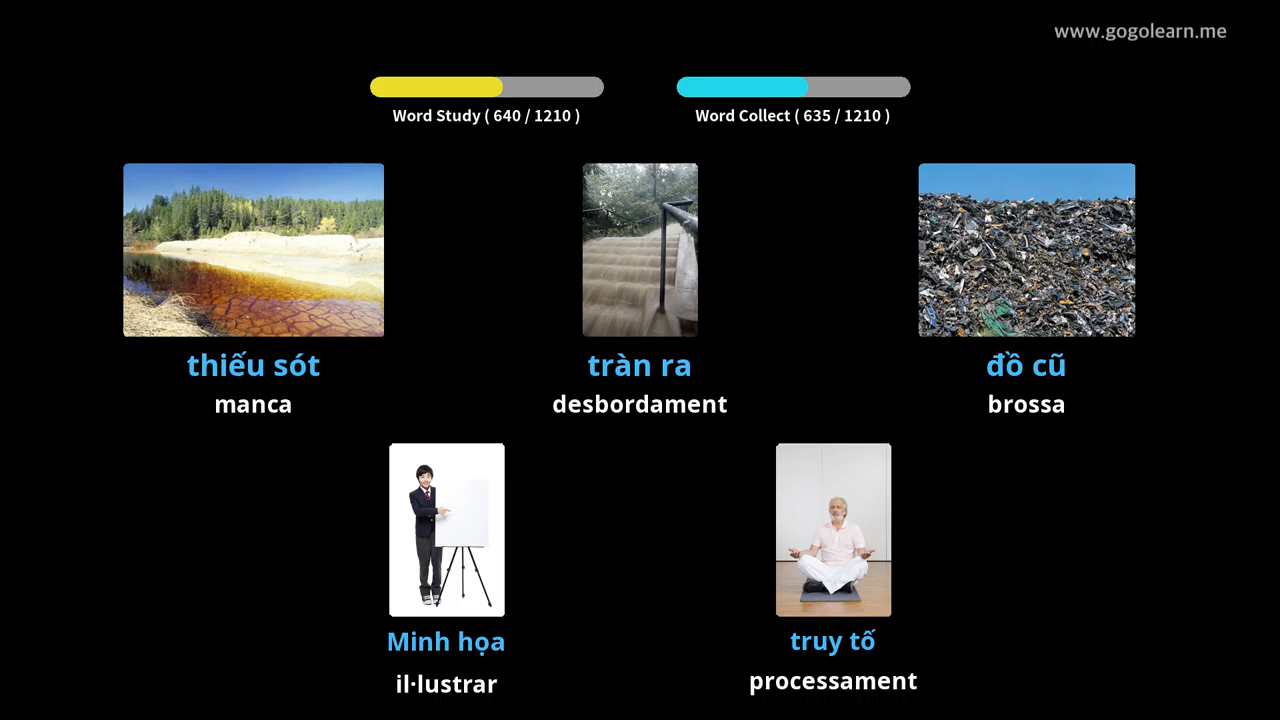 www.gogolearn.me
Word Study ( 640 / 1210 )
Word Collect ( 635 / 1210 )
thiếu sót
manca
tràn ra
desbordament
đồ cũ
brossa
Minh họa
il·lustrar
truy tố
processament